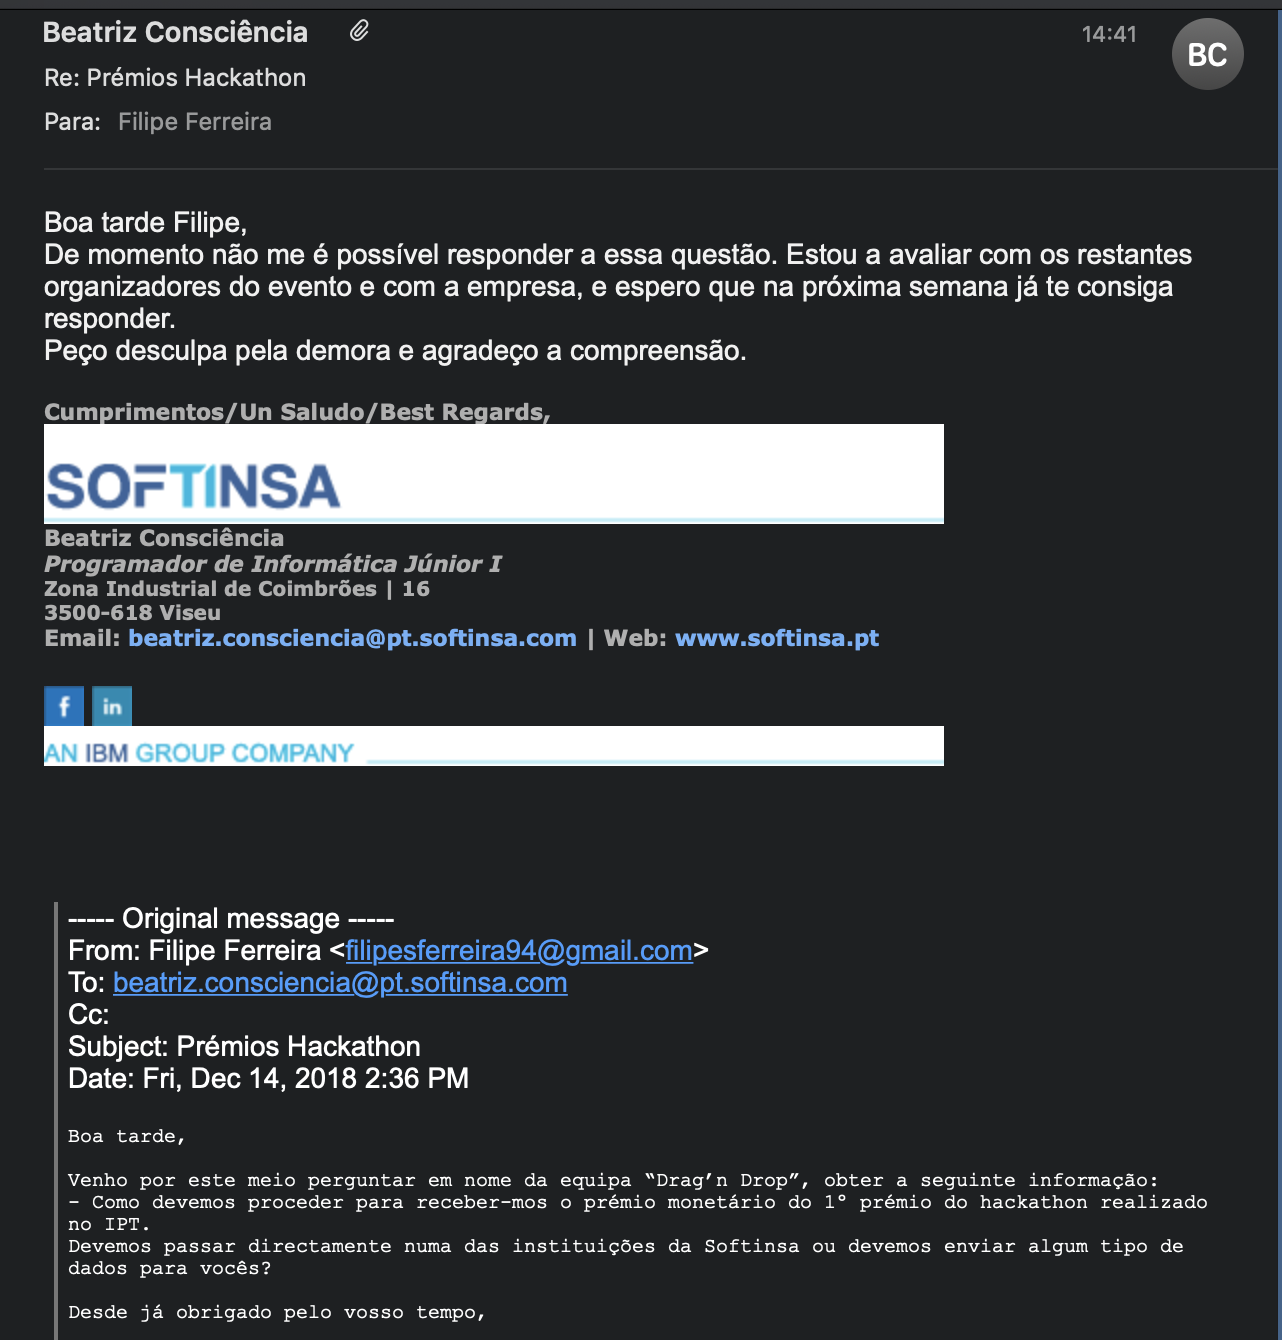 Beatriz Consciência
14:41
BC
Re: Prémios Hackathon
Para: Filipe Ferreira
Boa tarde Filipe,
De momento não me é possível responder a essa questão. Estou a avaliar com os restantes
organizadores do evento e com a empresa, e espero que na próxima semana já te consiga
responder.
Peço desculpa pela demora e agradeço a compreensão.
Cumprimentos/Un Saludo/Best Regards,
SOFTINSA
Beatriz Consciência
Programador de Informática Júnior I
Zona Industrial de Coimbrões | 16
3500-618 Viseu
Email: beatriz.consciencia@pt.softinsa.com | Web: www.softinsa.pt
f in
AN IBM GROUP COMPANY
----- Original message -----
From: Filipe Ferreira <filipesferreira94@gmail.com>
To: beatriz.consciencia@pt.softinsa.com
Cc:
Subject: Prémios Hackathon
Date: Fri, Dec 14, 2018 2:36 PM
Boa tarde,
Venho por este meio perguntar em nome da equipa “Drag’n Drop”, obter a seguinte informação:
- Como devemos proceder para receber-mos o prémio monetário do 1º prémio do hackathon realizado
no IPT.
Devemos passar directamente numa das instituições da Softinsa ou devemos enviar algum tipo de
dados para vocês?
Desde já obrigado pelo vosso tempo,